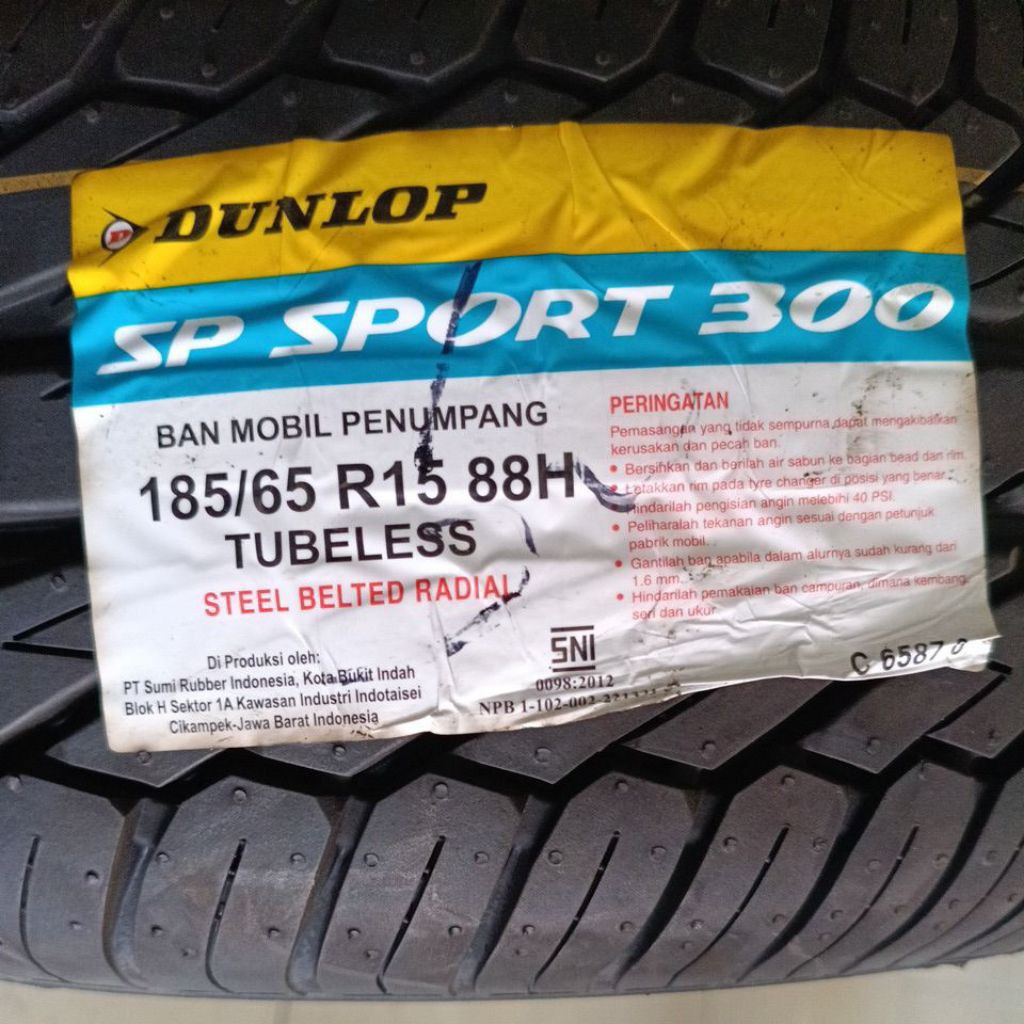 DUNLOP
SP SPORT 300
BAN MOBIL PENUMPANG
185/65 R15 88H
TUBELESS
STEEL BELTED RADIAL
Di Produksi oleh:
PT Sumi Rubber Indonesia, Kota Bukit Indah
Blok H Sektor 1A Kawasan Industri Indotaisei
Cikampek-Jawa Barat Indonesia
PERINGATAN
Pemasangan yang tidak sempurna dapat mengakibatkan
kerusakan dan pecah ban.
• Bersihkan dan berilah air sabun ke bagian bead dan rim.
• Letakkan rim pada tyre changer di posisi yang benar.
Hindarilah pengisian angin melebihi 40 PSI.
• Peliharalah tekanan angin sesuai dengan petunjuk
pabrik mobil.
• Gantilah ban apabila dalam alurnya sudah kurang dari
1.6 mm.
• Hindarilah pemakaian ban campuran, dimana kembang,
seri dan ukur
SNI
0098:2012
NPB 1-102-002
C 6587